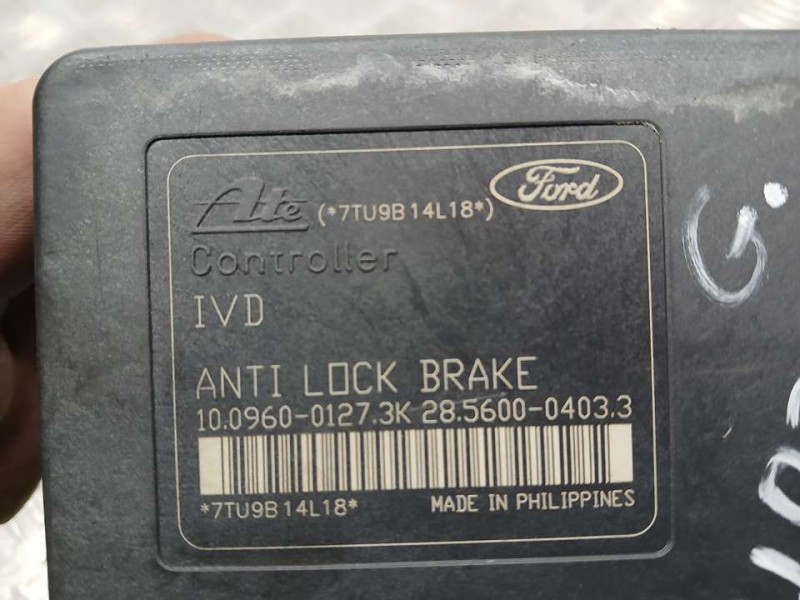 Ate (*7TU9B14L18*) Ford
Controller
IVD
ANTI LOCK BRAKE
10.0960-0127.3K 28.5600-0403.3
*7TU9B14L18* MADE IN PHILIPPINES
G.